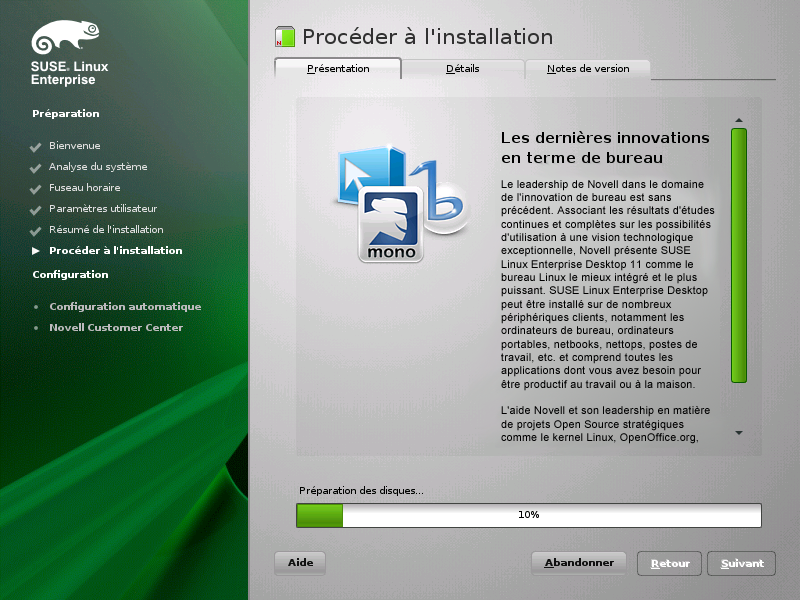 SUSE. Linux
Enterprise
Préparation
Bienvenue
Analyse du système
Fuseau horaire
Paramètres utilisateur
Résumé de l'installation
Procéder à l'installation
Configuration
Configuration automatique
Novell Customer Center
N
Procéder à l'installation
Présentation
Détails
Notes de version
mono
Les dernières innovations
en terme de bureau
Le leadership de Novell dans le domaine
de l'innovation de bureau est sans
précédent. Associant les résultats d'études
continues et complètes sur les possibilités
d'utilisation à une vision technologique
exceptionnelle, Novell présente SUSE
Linux Enterprise Desktop 11 comme le
bureau Linux le mieux intégré et le plus
puissant. SUSE Linux Enterprise Desktop
peut être installé sur de nombreux
périphériques clients, notamment les
ordinateurs de bureau, ordinateurs
portables, netbooks, nettops, postes de
travail, etc. et comprend toutes les
applications dont vous avez besoin pour
être productif au travail ou à la maison.
L'aide Novell et son leadership en matière
de projets Open Source stratégiques
comme le kernel Linux, OpenOffice.org,
Préparation des disques...
10%
Aide
Abandonner
Retour
Suivant